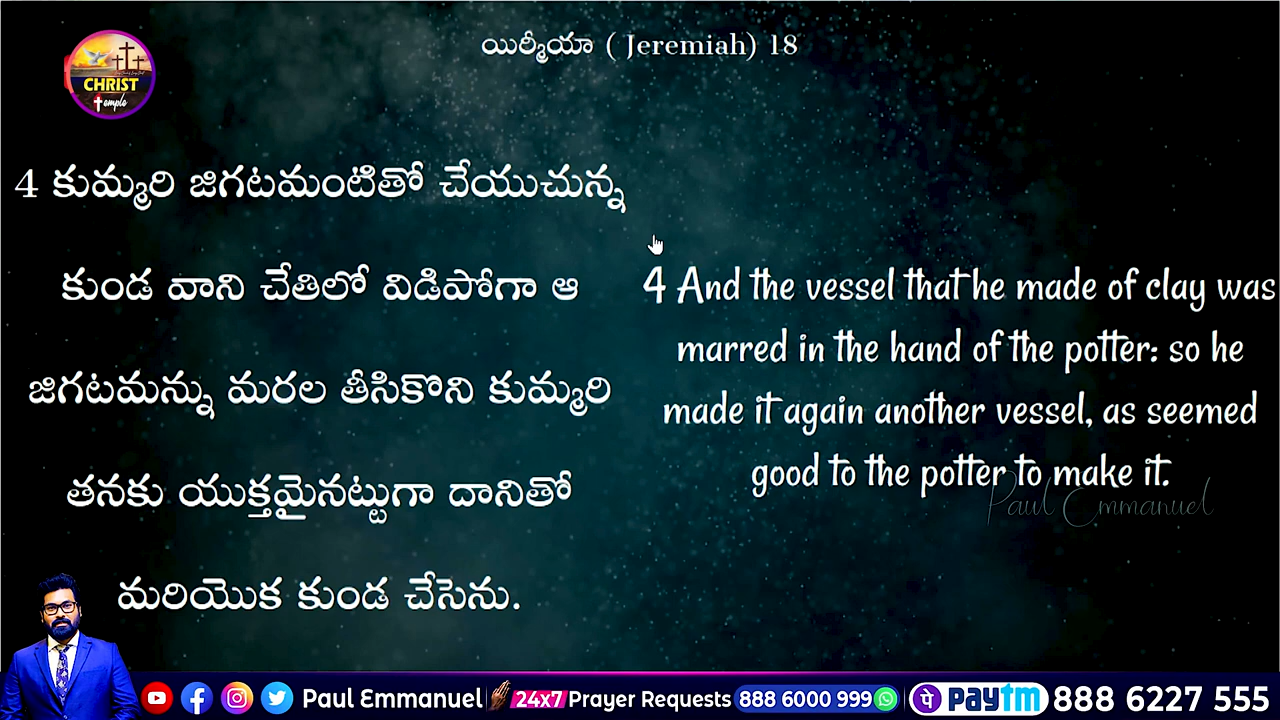 యిర్మీయా ( Jeremiah) 18
CHRIST
Temple
4 కుమ్మరి జిగటమంటితో చేయుచున్న
కుండ వాని చేతిలో విడిపోగా ఆ
జిగటమన్ను మరల తీసికొని కుమ్మరి
తనకు యుక్తమైనట్టుగా దానితో
మరియొక కుండ చేసెను.
4 And the vessel that he made of clay was
marred in the hand of the potter: so he
made it again another vessel, as seemed
good to the potter to make it.
Paul Emmanuel
Paul Emmanuel 24x7 Prayer Requests 888 6000 999 पे paytm 888 6227 555